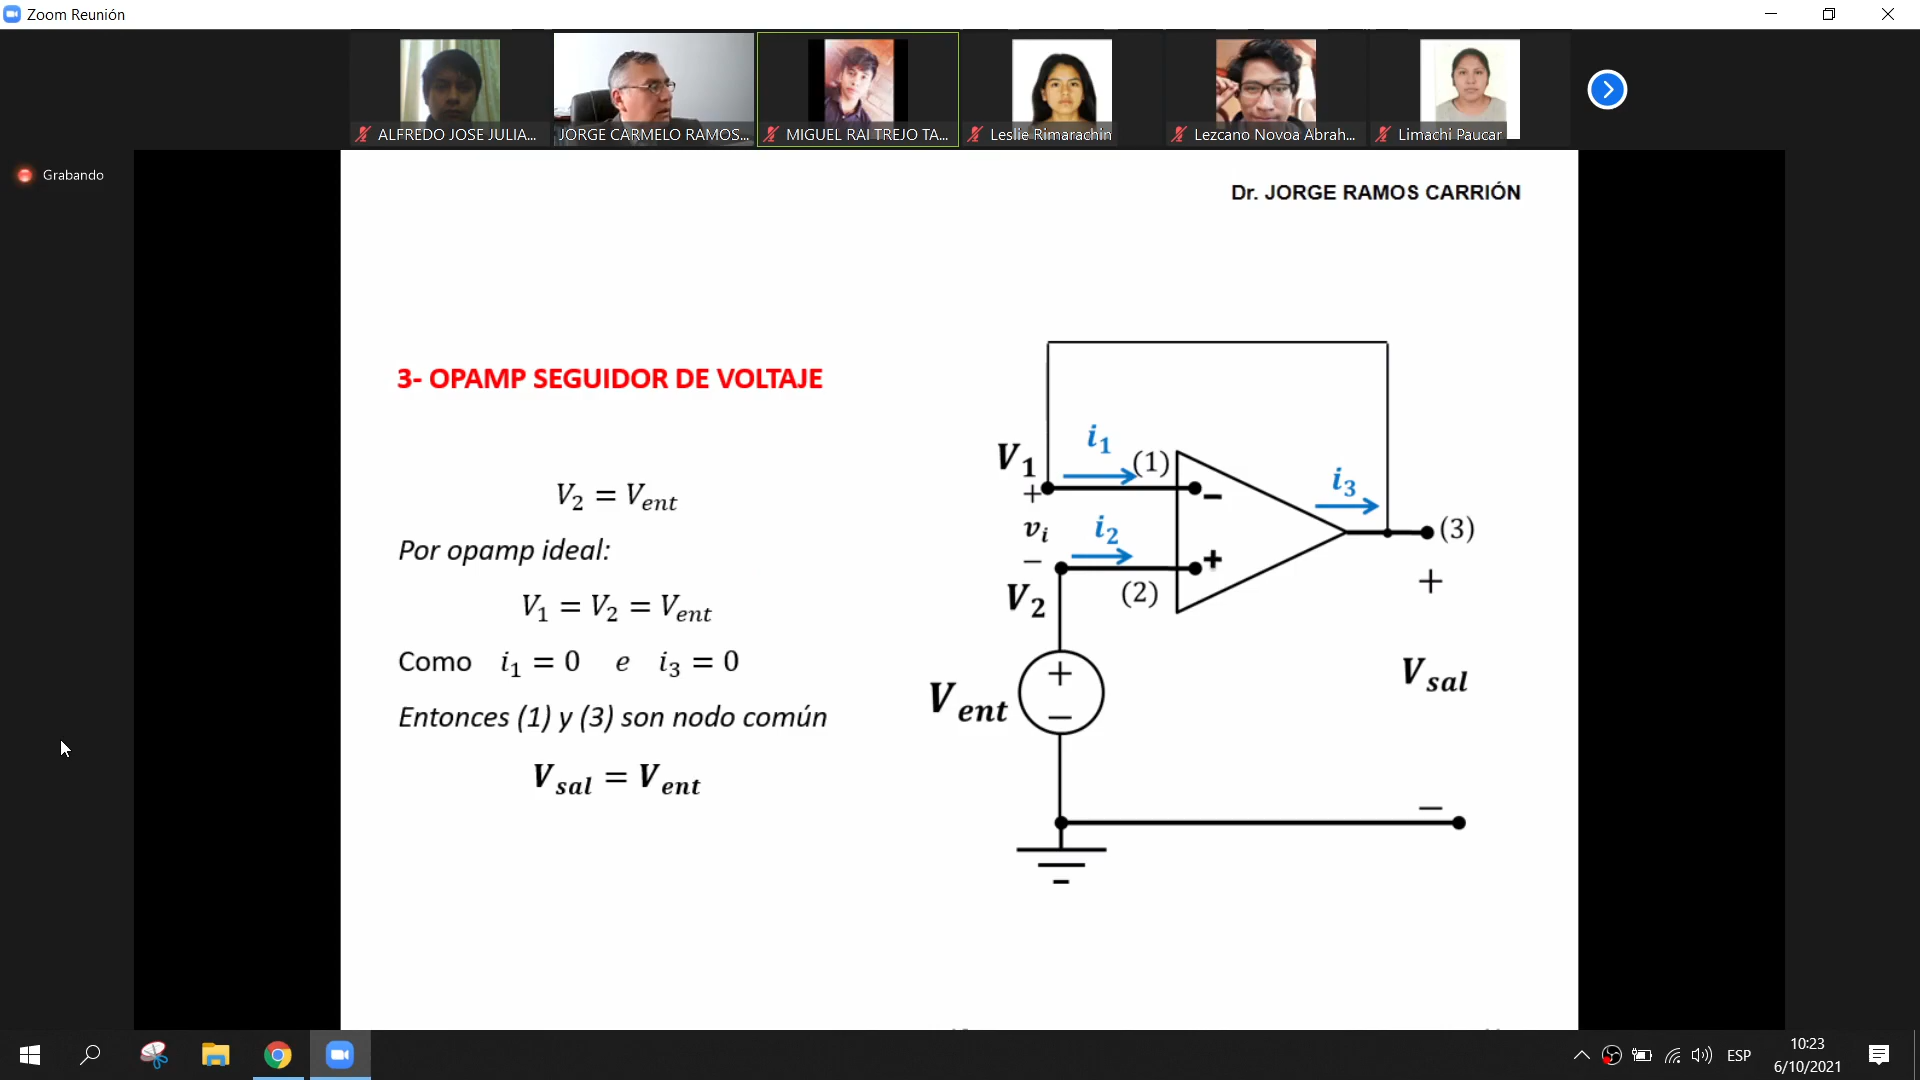 Zoom Reunión
ALFREDO JOSE JULIA...
JORGE CARMELO RAMOS...
MIGUEL RAI TREJO TA...
Leslie Rimarachin
Lezcano Novoa Abrah...
Limachi Paucar
Grabando
Dr. JORGE RAMOS CARRIÓN
3- OPAMP SEGUIDOR DE VOLTAJE
V₂ = Vent
Por opamp ideal:
V₁ = V₂ = Vent
Como i₁ = 0 e i₃ = 0
Entonces (1) y (3) son nodo común
Vsal = Vent
i₁
V₁
(1)
+
-
i₃
vᵢ
i₂
(3)
−
+
V₂
(2)
+
+
Vsal
Vent
−
−
ESP
10:23
6/10/2021